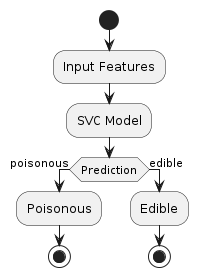 Input Features
SVC Model
poisonous
Prediction
edible
Poisonous
Edible